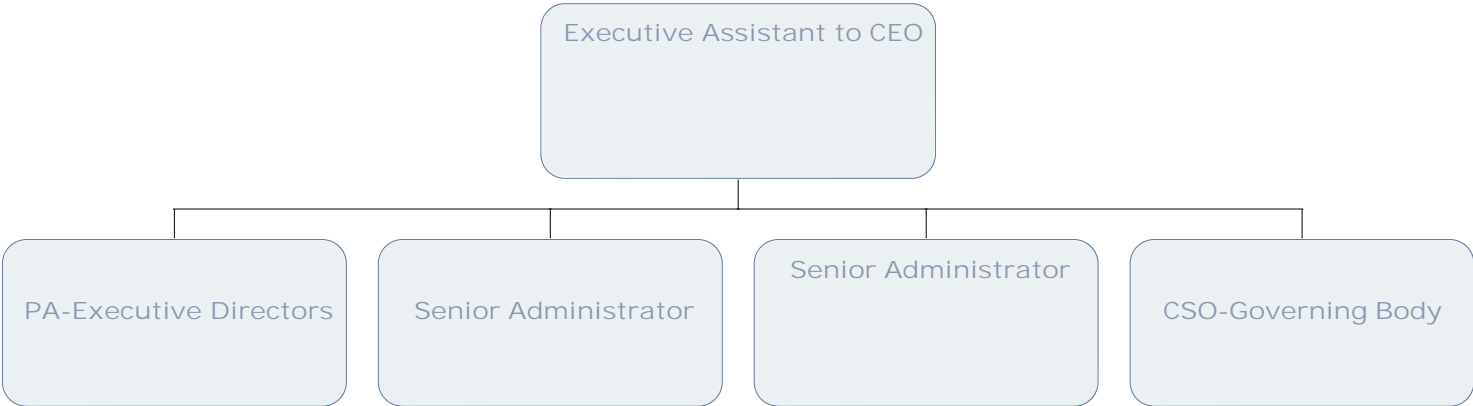 Executive Assistant to CEO
PA-Executive Directors
Senior Administrator
Senior Administrator
CSO-Governing Body